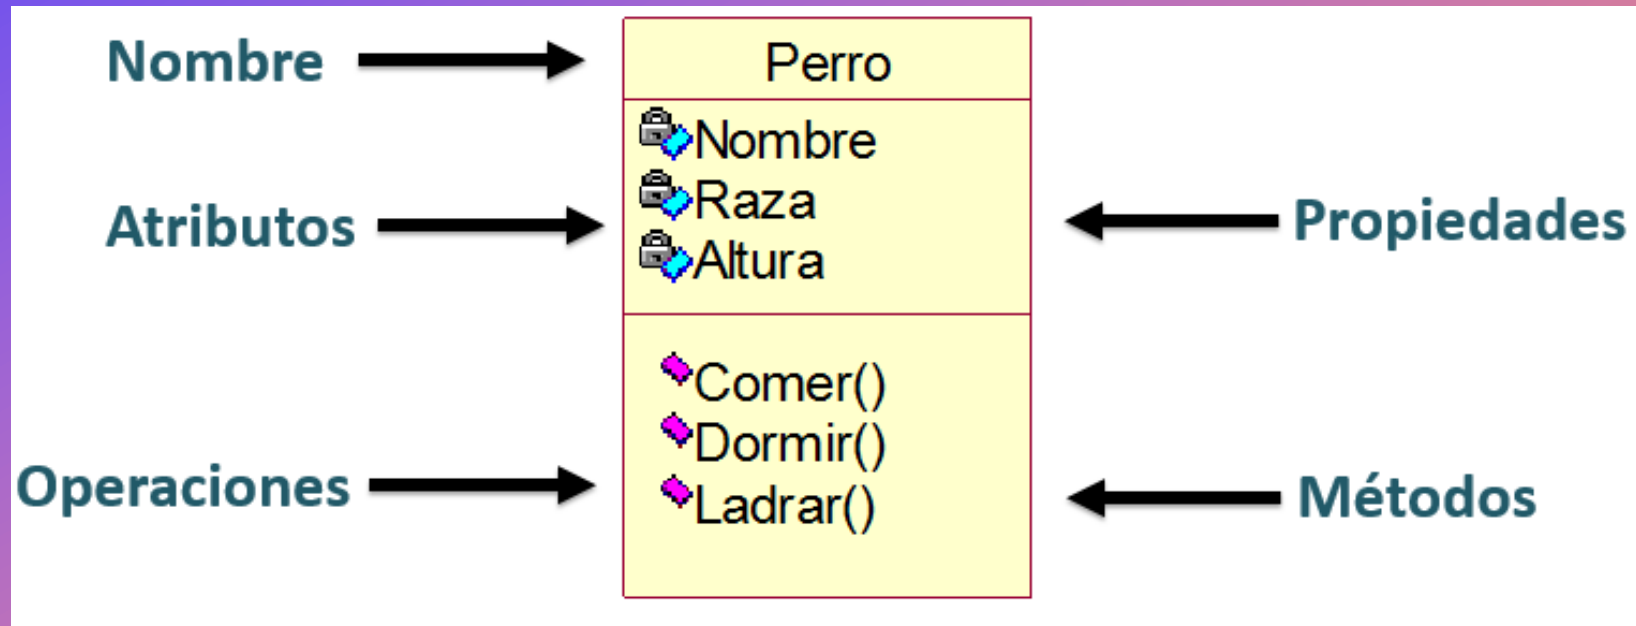 Nombre
Perro
Nombre
Raza
Altura
Atributos
Propiedades
Comer()
Dormir()
Ladrar()
Operaciones
Métodos